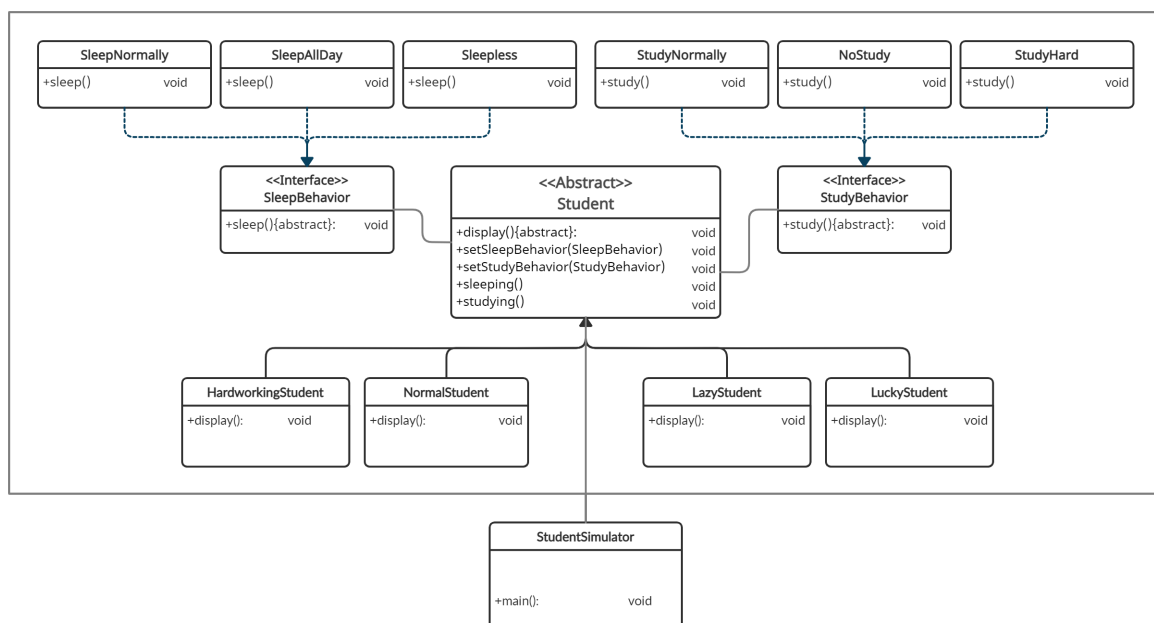 SleepNormally
+sleep() void
SleepAllDay
+sleep() void
Sleepless
+sleep() void
StudyNormally
+study() void
NoStudy
+study() void
StudyHard
+study() void
<<Interface>>
SleepBehavior
+sleep(){abstract}: void
<<Abstract>>
Student
+display(){abstract}: void
+setSleepBehavior(SleepBehavior) void
+setStudyBehavior(StudyBehavior) void
+sleeping() void
+studying() void
<<Interface>>
StudyBehavior
+study(){abstract}: void
HardworkingStudent
+display(): void
NormalStudent
+display(): void
LazyStudent
+display(): void
LuckyStudent
+display(): void
StudentSimulator
+main(): void